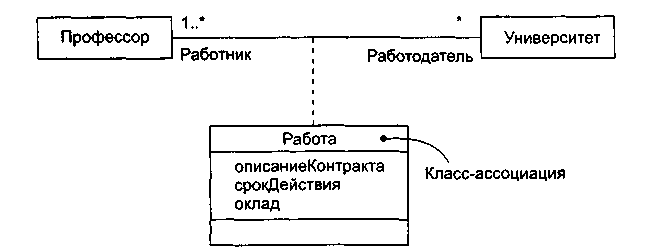 1..*
*
Профессор
Университет
Работник
Работодатель
Работа
описаниеКонтракта
Класс-ассоциация
срокДействия
оклад